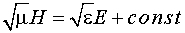 √μH = √εE + const